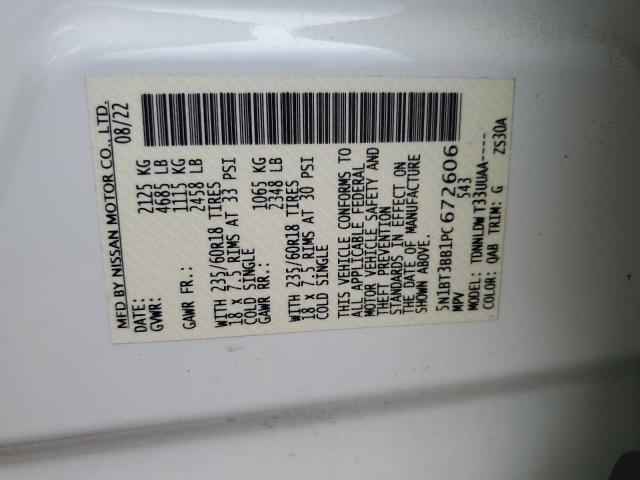 MFD BY NISSAN MOTOR CO., LTD.
DATE: 08/22
GVWR: 2125 KG
4685 LB
GAWR FR.: 1115 KG
2458 LB
WITH 235/60R18 TIRES
18 X 7.5 RIMS AT 33 PSI
COLD SINGLE
GAWR RR.: 1065 KG
2348 LB
WITH 235/60R18 TIRES
18 X 7.5 RIMS AT 30 PSI
COLD SINGLE
THIS VEHICLE CONFORMS TO
ALL APPLICABLE FEDERAL
MOTOR VEHICLE SAFETY AND
THEFT PREVENTION
STANDARDS IN EFFECT ON
THE DATE OF MANUFACTURE
SHOWN ABOVE.
5N1BT3BB1PC672606
MPV 543
MODEL: TDNNLDW T33UUAA----
COLOR: QAB TRIM: G ZS30A